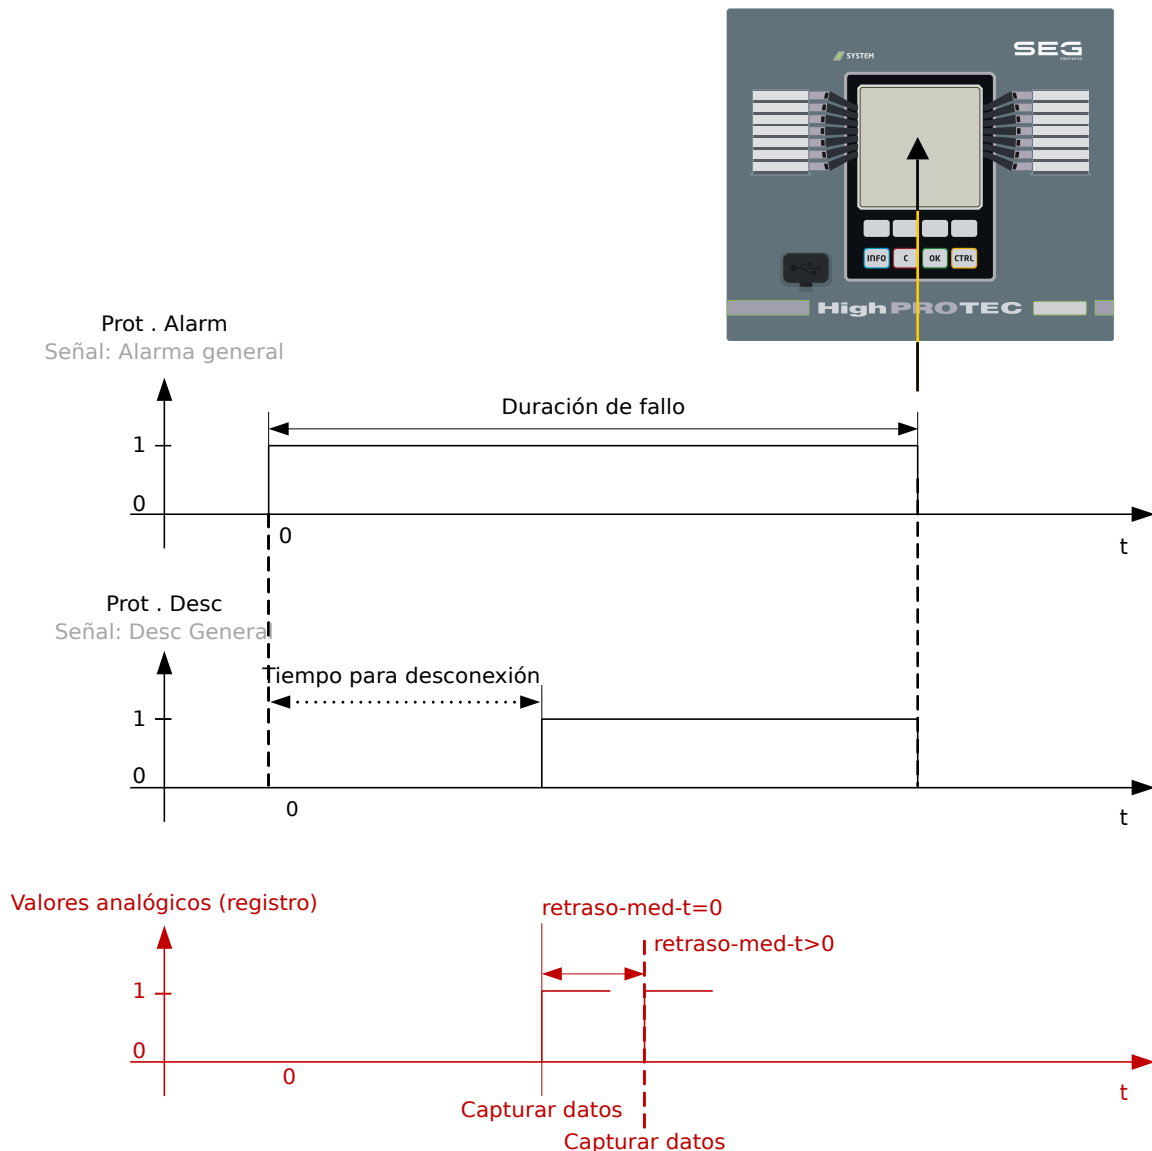 SYSTEM
SEG
electronics
INFO
C
OK
CTRL
HighPROTEC
Prot . Alarm
Señal: Alarma general
Duración de fallo
1
0
0
t
Prot . Desc
Señal: Desc General
Tiempo para desconexión
1
0
0
t
Valores analógicos (registro)
retraso-med-t=0
retraso-med-t>0
1
0
0
t
Capturar datos
Capturar datos